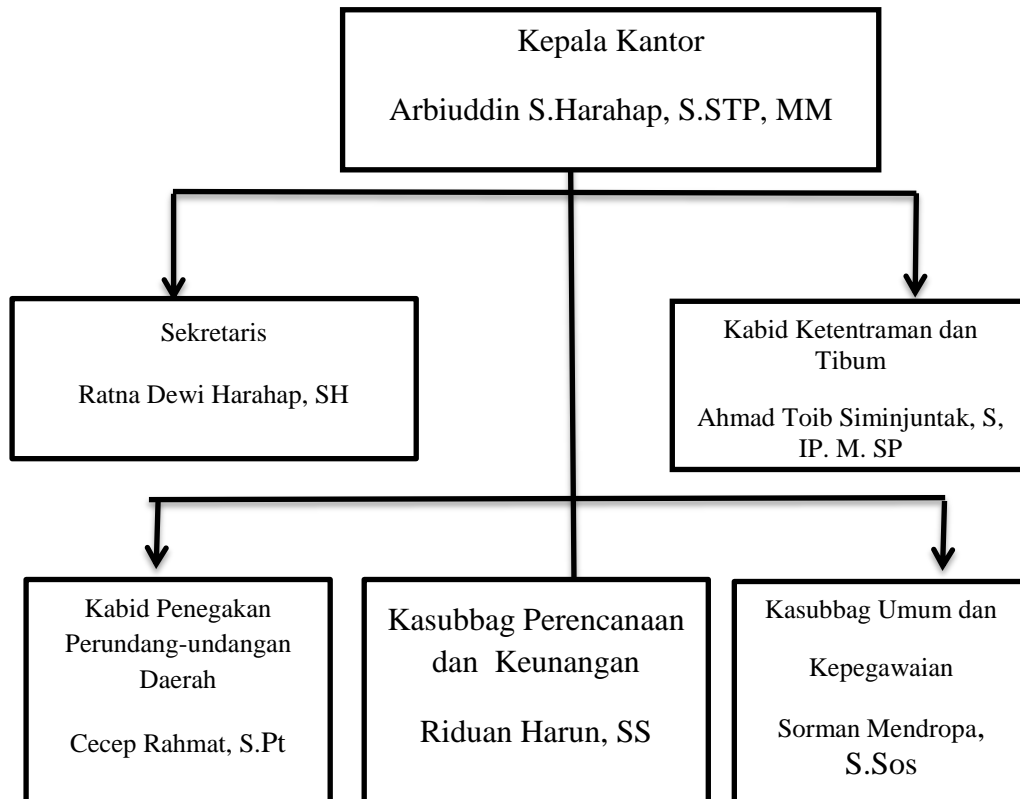 Kepala Kantor
Arbiuddin S.Harahap, S.STP, MM
Sekretaris
Ratna Dewi Harahap, SH
Kabid Ketentraman dan
Tibum
Ahmad Toib Siminjuntak, S,
IP. M. SP
Kabid Penegakan
Perundang-undangan
Daerah
Cecep Rahmat, S.Pt
Kasubbag Perencanaan
dan Keunangan
Riduan Harun, SS
Kasubbag Umum dan
Kepegawaian
Sorman Mendropa,
S.Sos